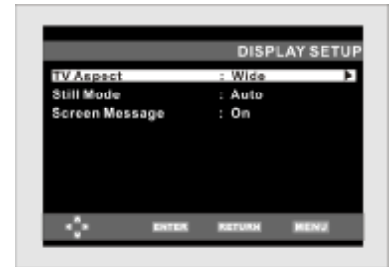 DISPLAY SETUP
TV Aspect : Wide
Still Mode : Auto
Screen Message : On
ENTER RETURN MENU